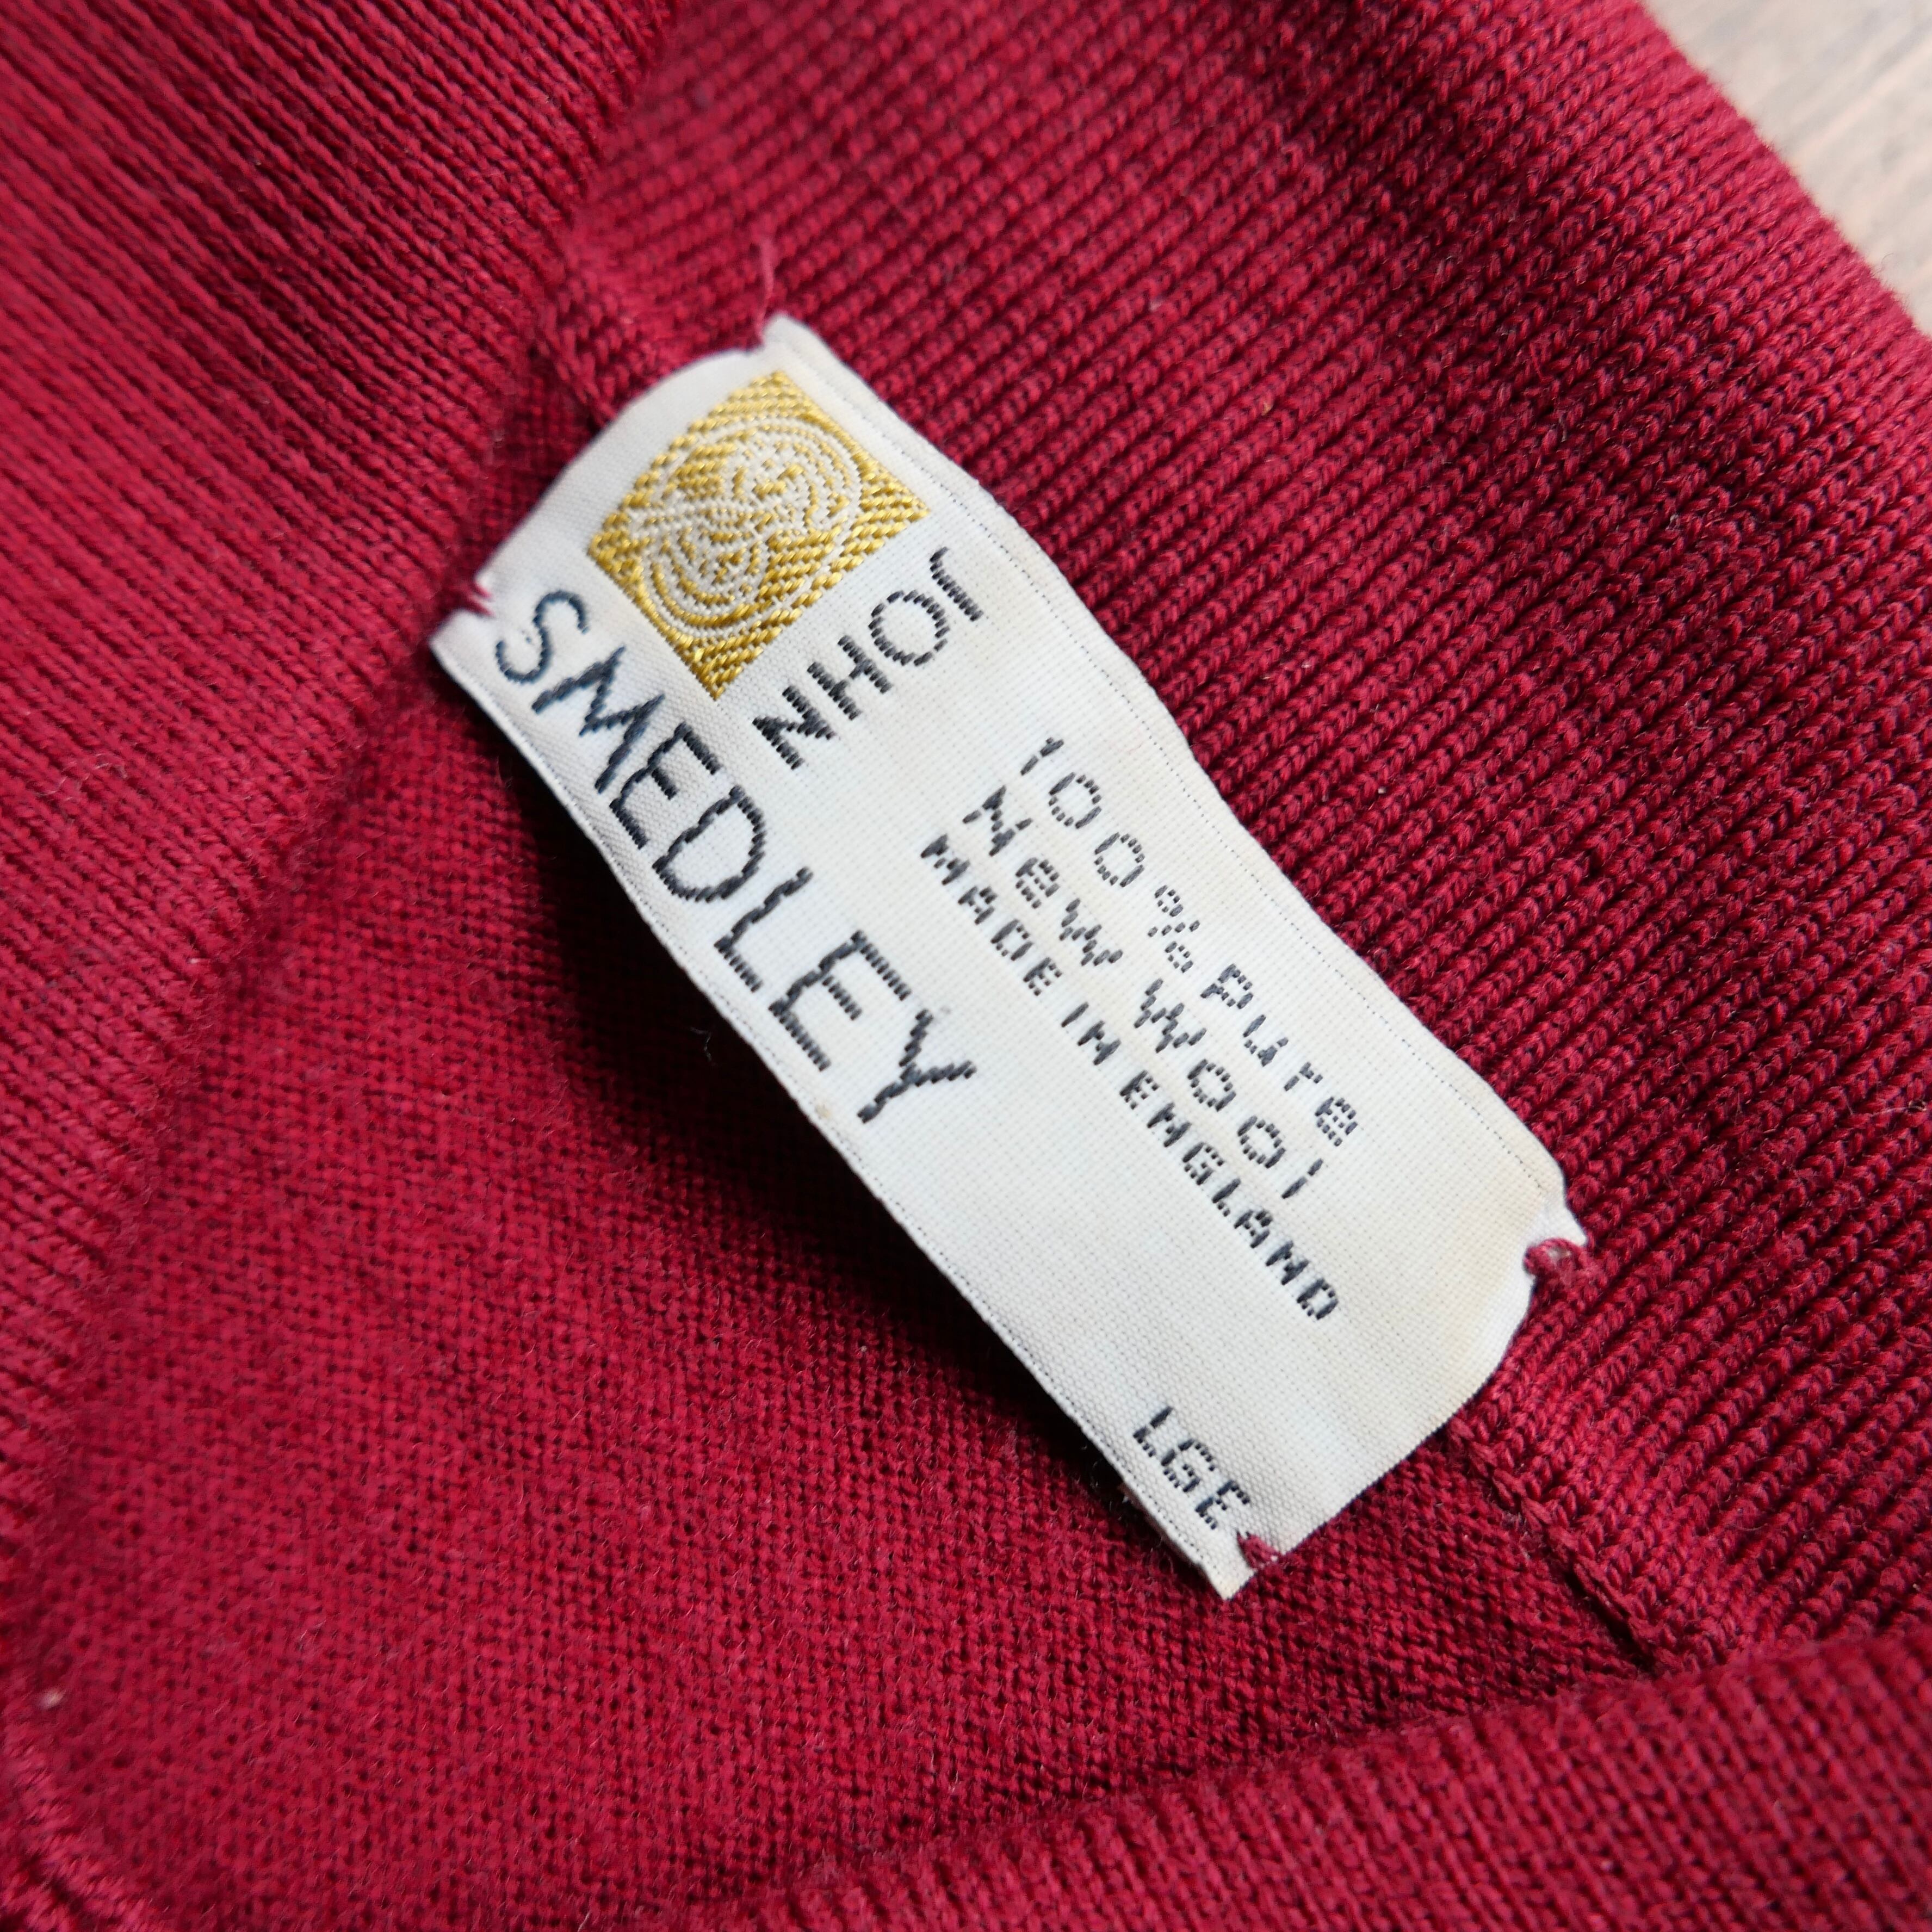 JOHN
SMEDLEY
100% Pure
New Wool
MADE IN ENGLAND
LGE